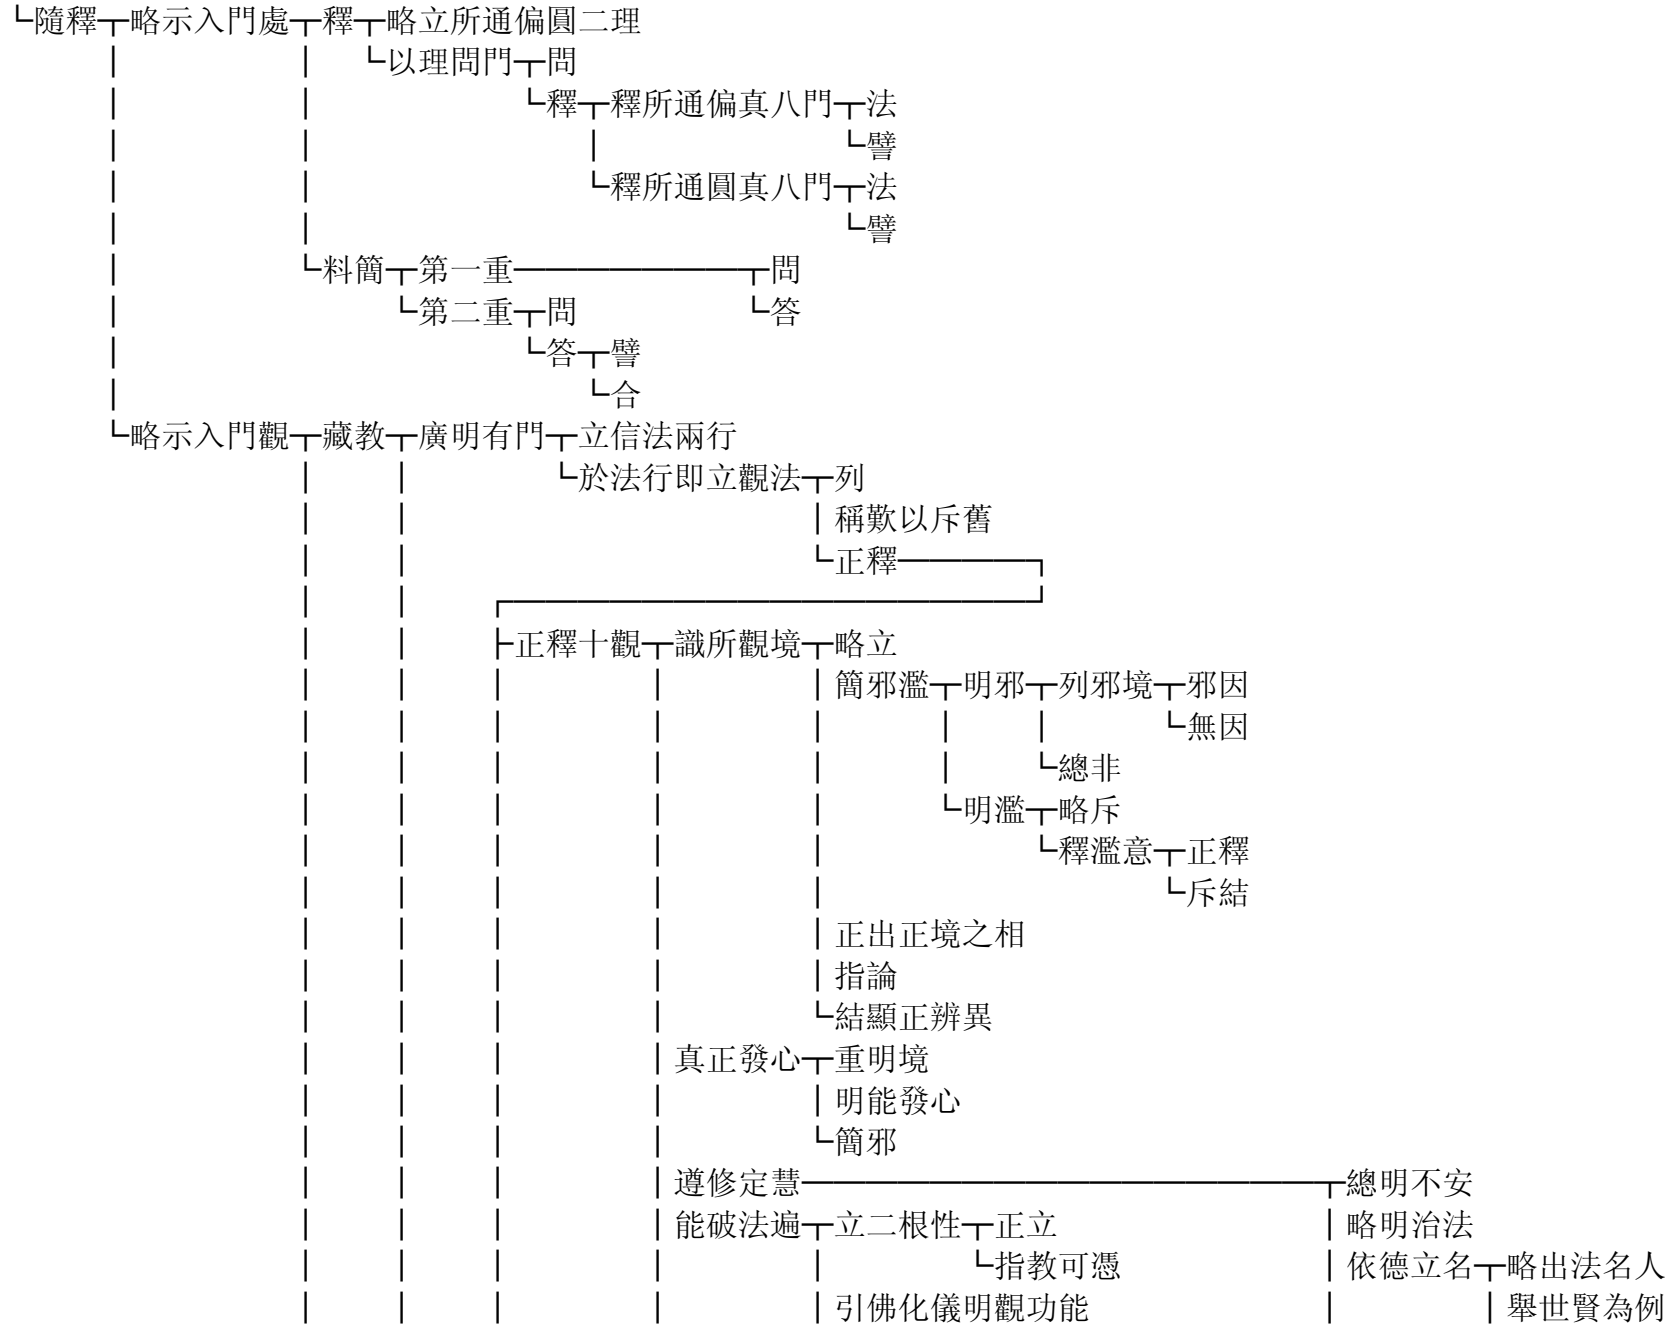 └隨釋┬略示入門處┬釋┬略立所通偏圓二理
│ │ └以理問門┬問
│ │ └釋┬釋所通偏真八門┬法
│ │ │ └譬
│ │ └釋所通圓真八門┬法
│ │ └譬
│ └料簡┬第一重───────┬問
│ └第二重┬問 └答
│ └答┬譬
│ └合
└略示入門觀┬藏教┬廣明有門┬立信法兩行
│ │ └於法行即立觀法┬列
│ │ │稱歎以斥舊
│ │ └正釋────┐
│ │ ┌────────────────┘
│ │ ├正釋十觀┬識所觀境┬略立
│ │ │ │ │簡邪濫┬明邪┬列邪境┬邪因
│ │ │ │ │ │ │ └無因
│ │ │ │ │ │ └總非
│ │ │ │ │ └明濫┬略斥
│ │ │ │ │ └釋濫意┬正釋
│ │ │ │ │ └斥結
│ │ │ │ │正出正境之相
│ │ │ │ │指論
│ │ │ │ └結顯正辨異
│ │ │ │真正發心┬重明境
│ │ │ │ │明能發心
│ │ │ │ └簡邪
│ │ │ │遵修定慧────────────────┬總明不安
│ │ │ │能破法遍┬立二根性┬正立 │略明治法
│ │ │ │ │ └指教可憑 │依德立名┬略出法名人
│ │ │ │ │引佛化儀明觀功能 │ │舉世賢為例